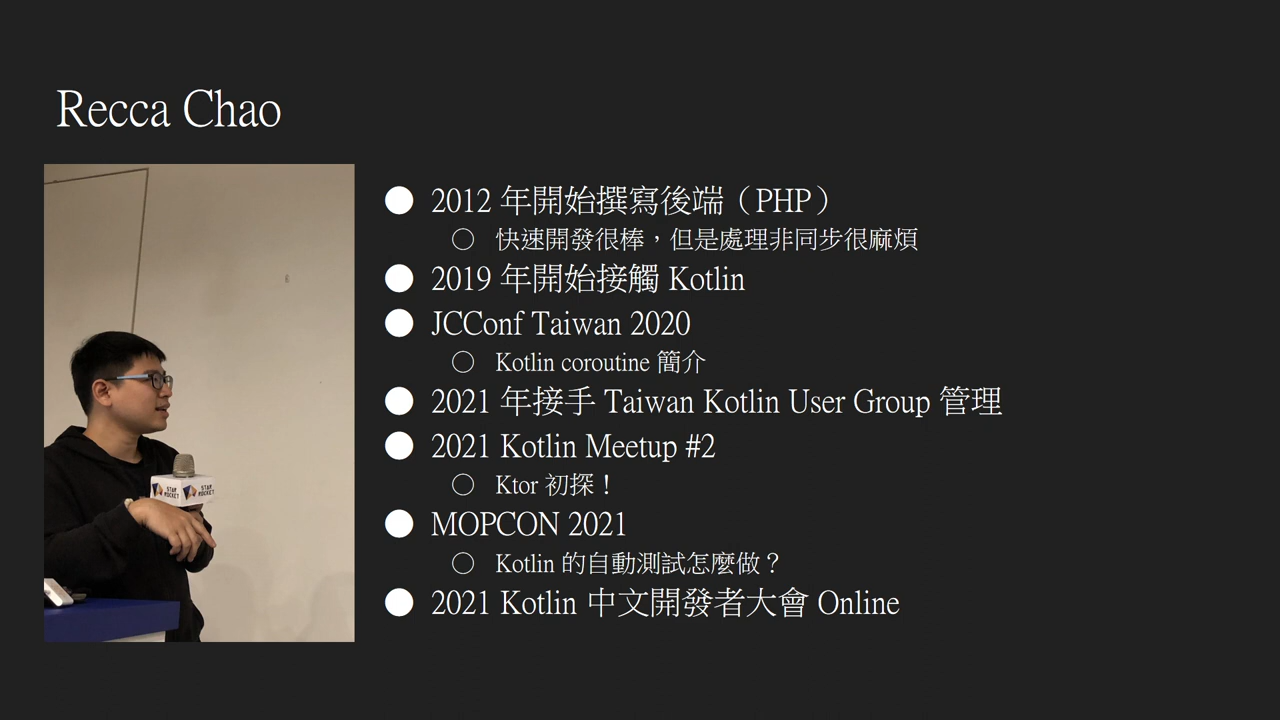 Recca Chao
2012 年開始撰寫後端（PHP）
快速開發很棒，但是處理非同步很麻煩
2019 年開始接觸 Kotlin
JCConf Taiwan 2020
Kotlin coroutine 簡介
2021 年接手 Taiwan Kotlin User Group 管理
2021 Kotlin Meetup #2
Ktor 初探！
MOPCON 2021
Kotlin 的自動測試怎麼做？
2021 Kotlin 中文開發者大會 Online
STAR
ROCKET
STAR
ROCKET